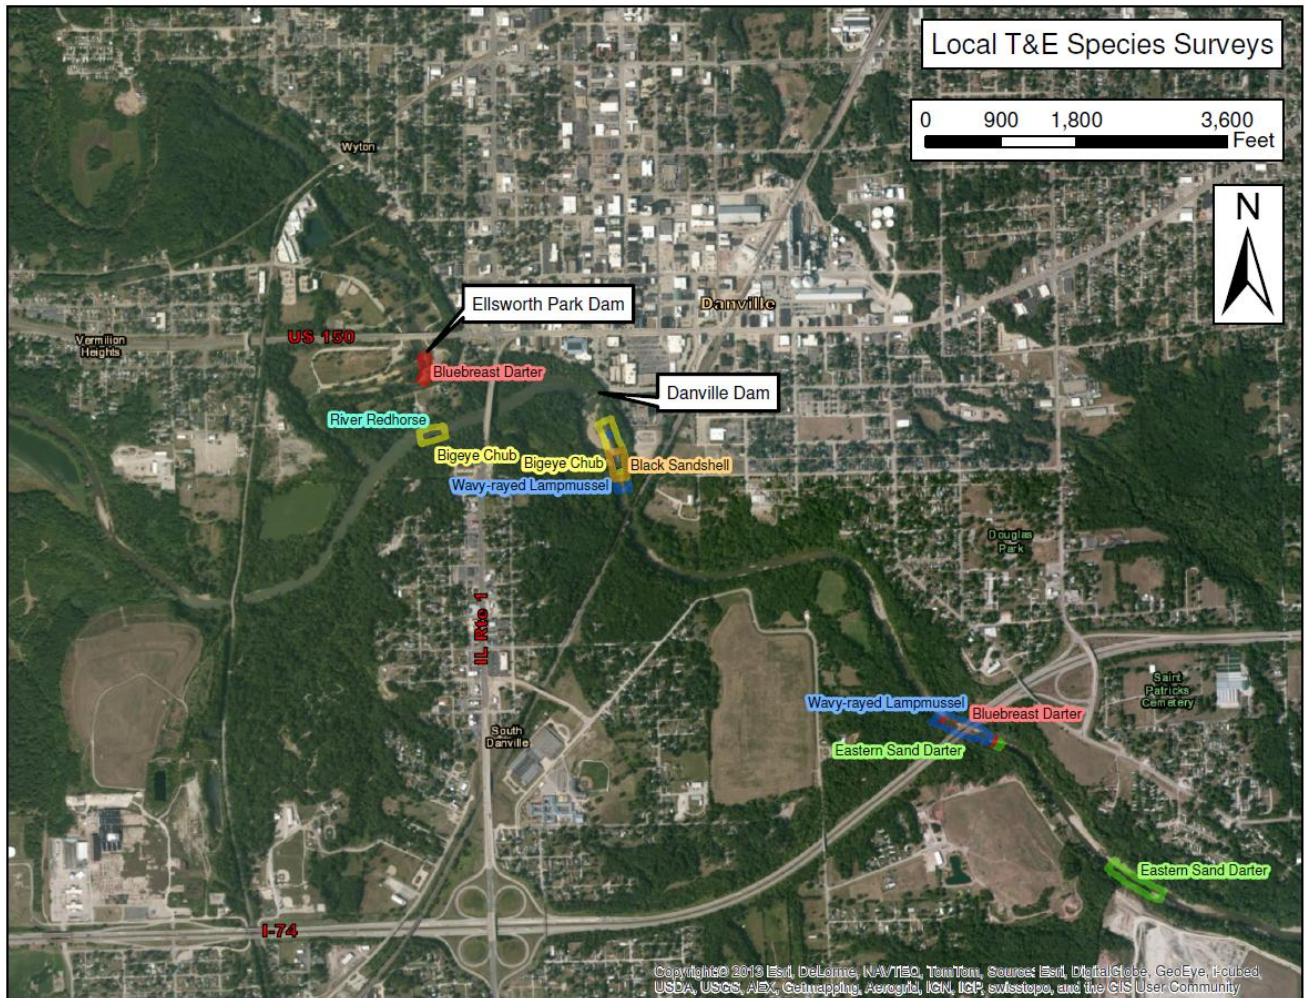 Local T&E Species Surveys
0 900 1,800 3,600
Feet
N
Wyton
Ellsworth Park Dam
Danville
US 150
Vermilion
Heights
Bluebreast Darter
Danville Dam
River Redhorse
Bigeye Chub
Bigeye Chub
Black Sandshell
Wavy-rayed Lampmussel
Douglas
Park
IL Rte 1
Saint
Patricks
Cemetery
Wavy-rayed Lampmussel
Bluebreast Darter
South
Danville
Eastern Sand Darter
Eastern Sand Darter
I-74
Copyright:© 2013 Esri, DeLorme, NAVTEQ, TomTom, Source: Esri, DigitalGlobe, GeoEye, i-cubed,
USDA, USGS, AEX, Getmapping, Aerogrid, IGN, IGP, swisstopo, and the GIS User Community